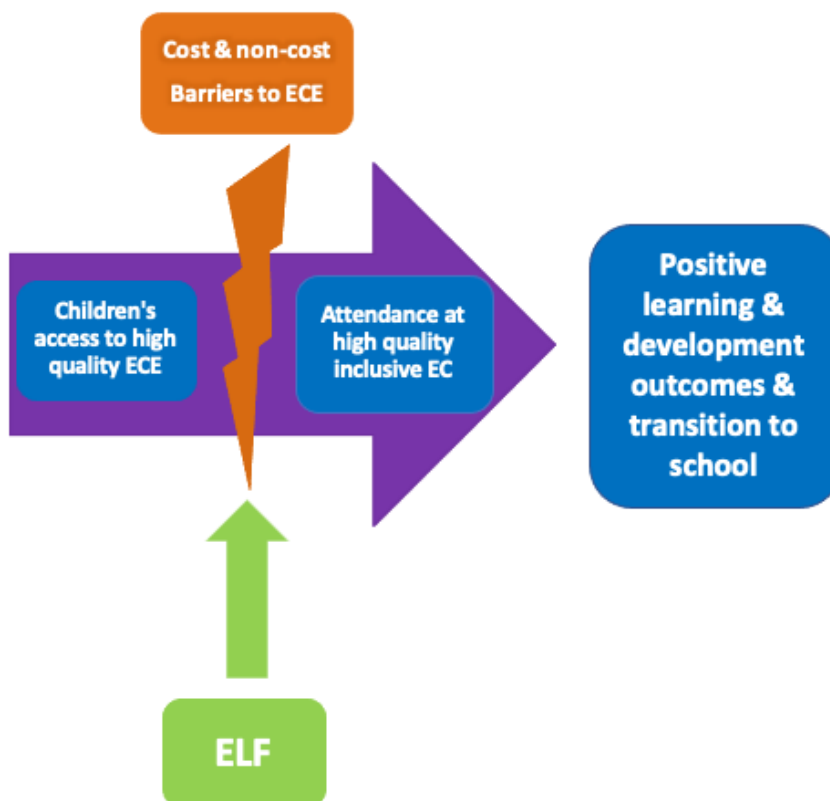 Cost & non-cost
Barriers to ECE
Children's
access to high
quality ECE
Attendance at
high quality
inclusive EC
Positive
learning &
development
outcomes &
transition to
school
ELF